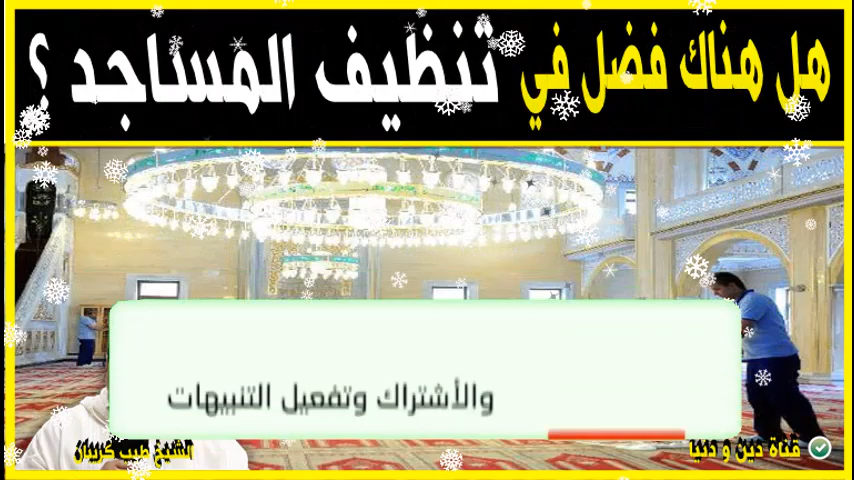 هل هناك فضل في تنظيف المساجد ؟
والأشتراك وتفعيل التنبيهات
الشيخ طيب كريبان
قناة دين و دنيا